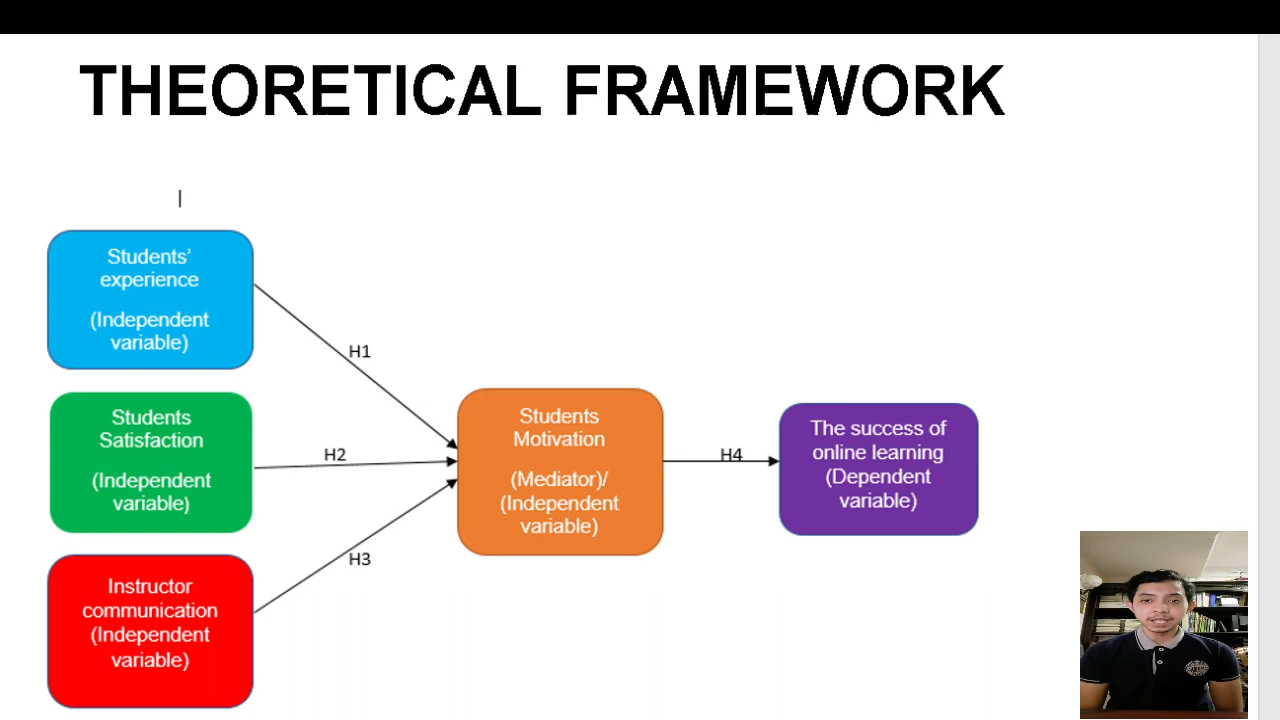 THEORETICAL FRAMEWORK
Students’
experience
(Independent
variable)
H1
Students
Satisfaction
(Independent
variable)
H2
Students
Motivation
(Mediator)/
(Independent
variable)
H4
The success of
online learning
(Dependent
variable)
H3
Instructor
communication
(Independent
variable)